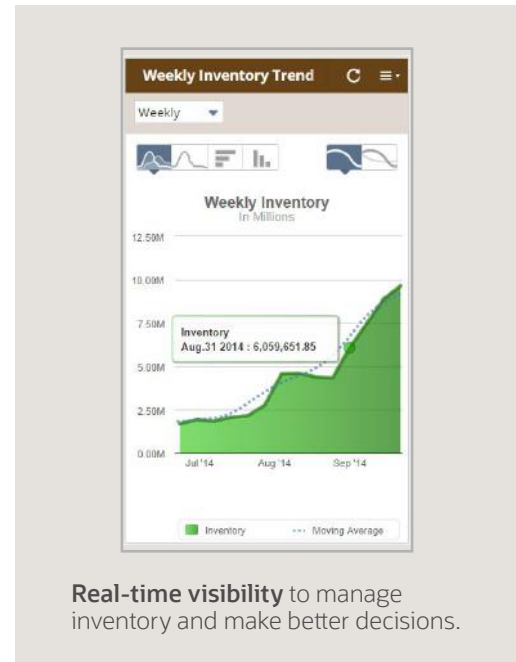 Weekly Inventory Trend
Weekly
Weekly Inventory
In Millions
12.50M
10.00M
7.50M
Inventory
Aug.31 2014 : 6,059,651.85
5.00M
2.50M
0.00M
Jul '14 Aug '14 Sep '14
Inventory Moving Average
Real-time visibility to manage
inventory and make better decisions.